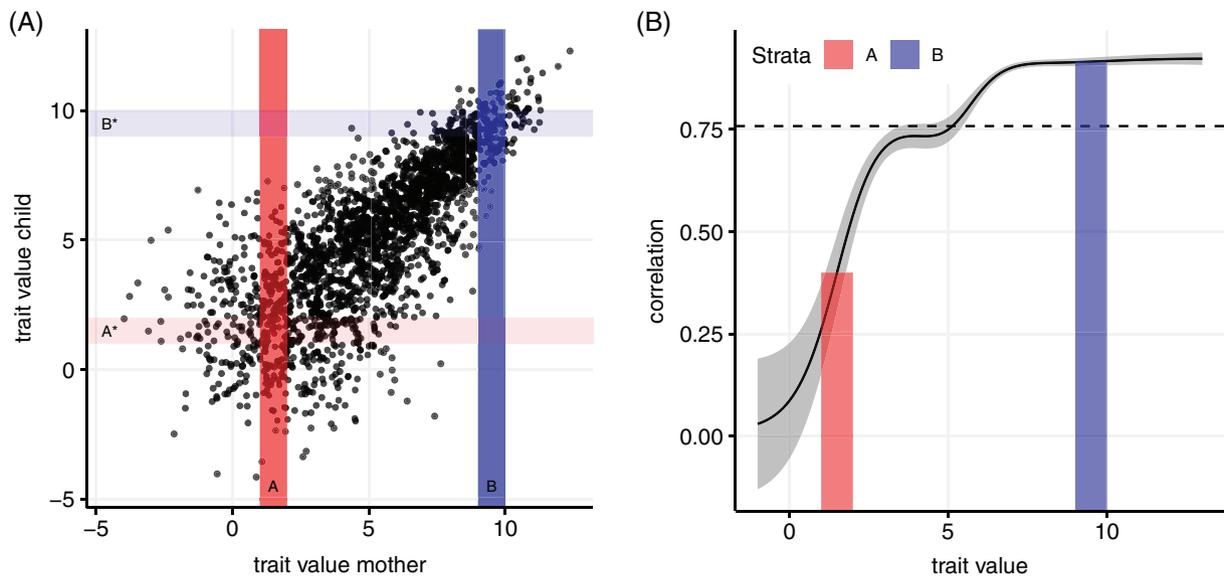 (A)
10
5
0
−5
−5
0
5
10
trait value child
trait value mother
B*
A*
A
B
(B)
Strata
A
B
0.75
0.50
0.25
0.00
0
5
10
correlation
trait value